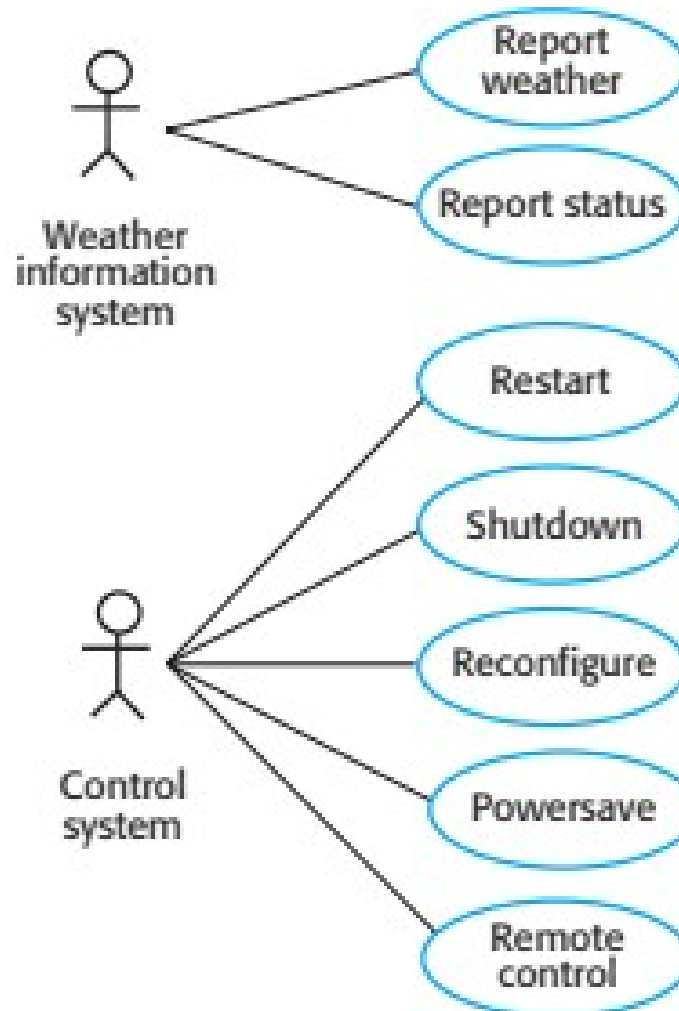 Report
weather
Report status
Weather
information
system
Restart
Shutdown
Reconfigure
Powersave
Control
system
Remote
control